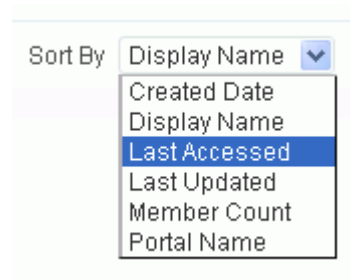 Sort By Display Name
Created Date
Display Name
Last Accessed
Last Updated
Member Count
Portal Name